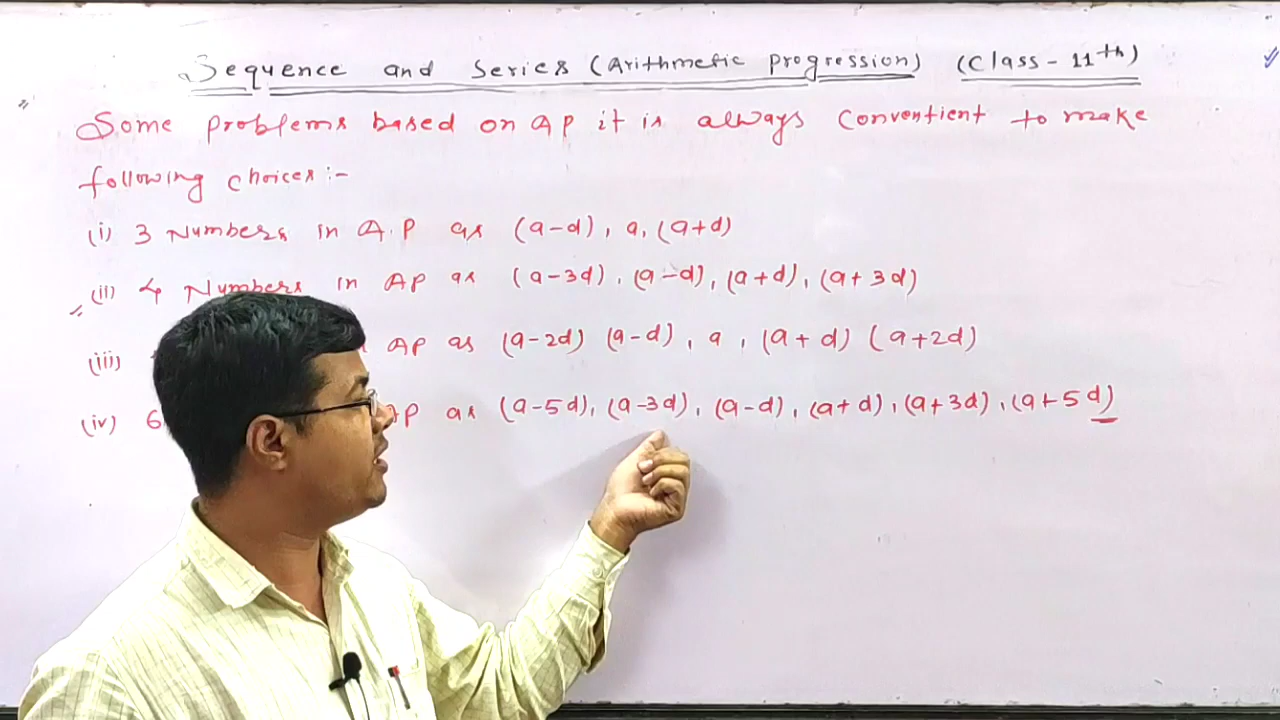 Sequence and Series (Arithmetic progression) (Class-11th)
Some problems based on AP it is always conventient to make
following choices:-
(i) 3 Numbers in A.P as (a-d), a, (a+d)
(ii) 4 Numbers in AP as (a-3d), (a-d), (a+d), (a+3d)
(iii) AP as (a-2d) (a-d), a, (a+d) (a+2d)
(iv) 6 AP as (a-5d), (a-3d), (a-d), (a+d), (a+3d), (a+5d)